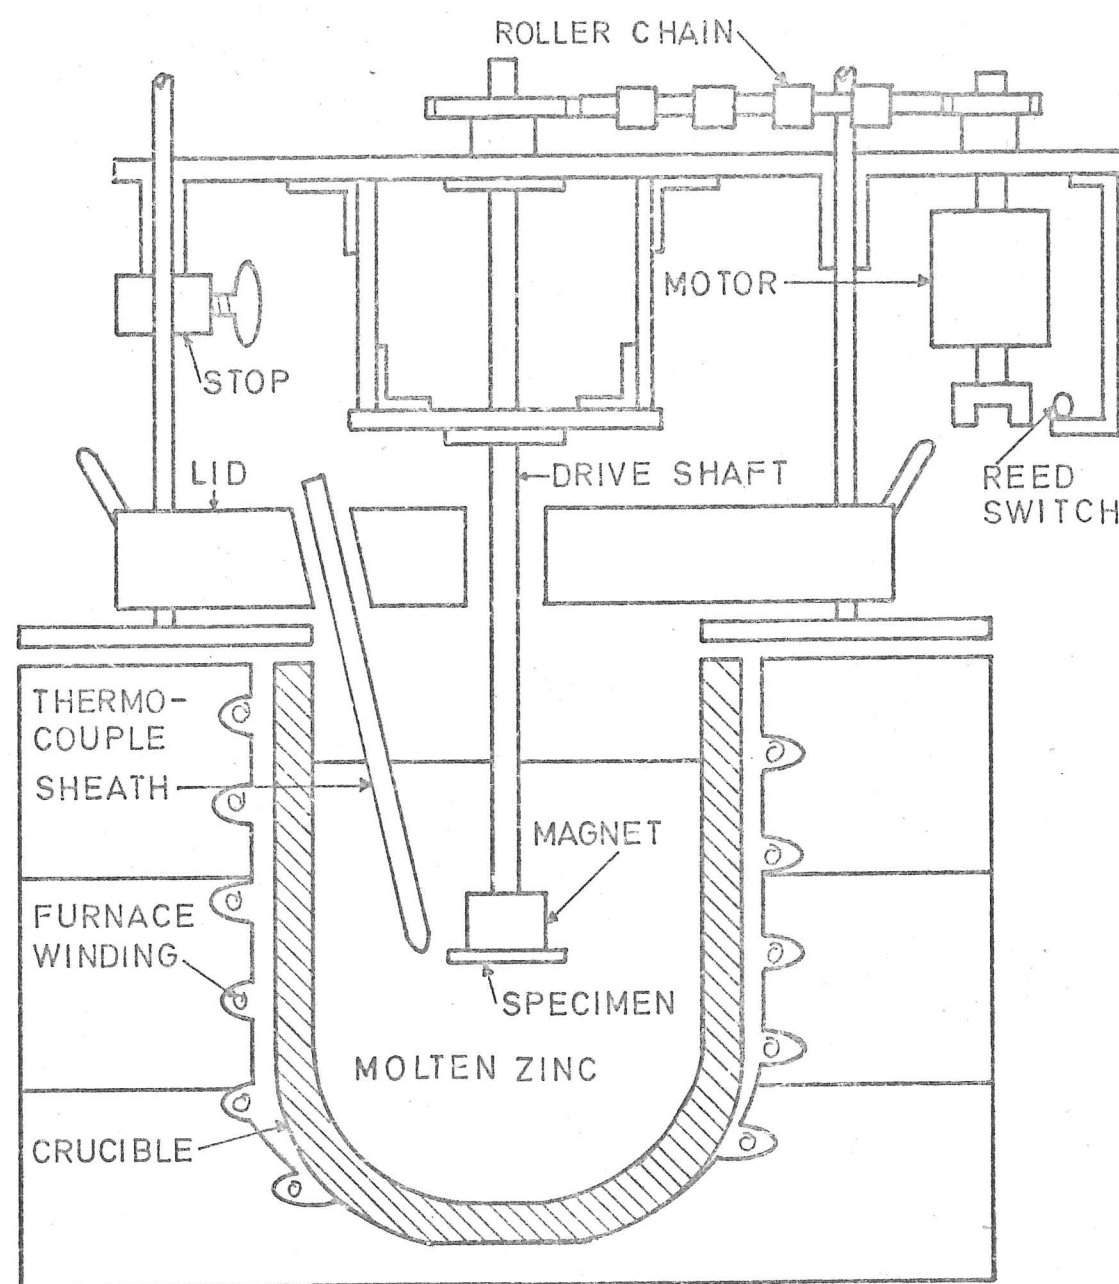 ROLLER CHAIN
MOTOR
STOP
LID
DRIVE SHAFT
REED
SWITCH
THERMO-
COUPLE
SHEATH
MAGNET
FURNACE
WINDING
SPECIMEN
MOLTEN ZINC
CRUCIBLE